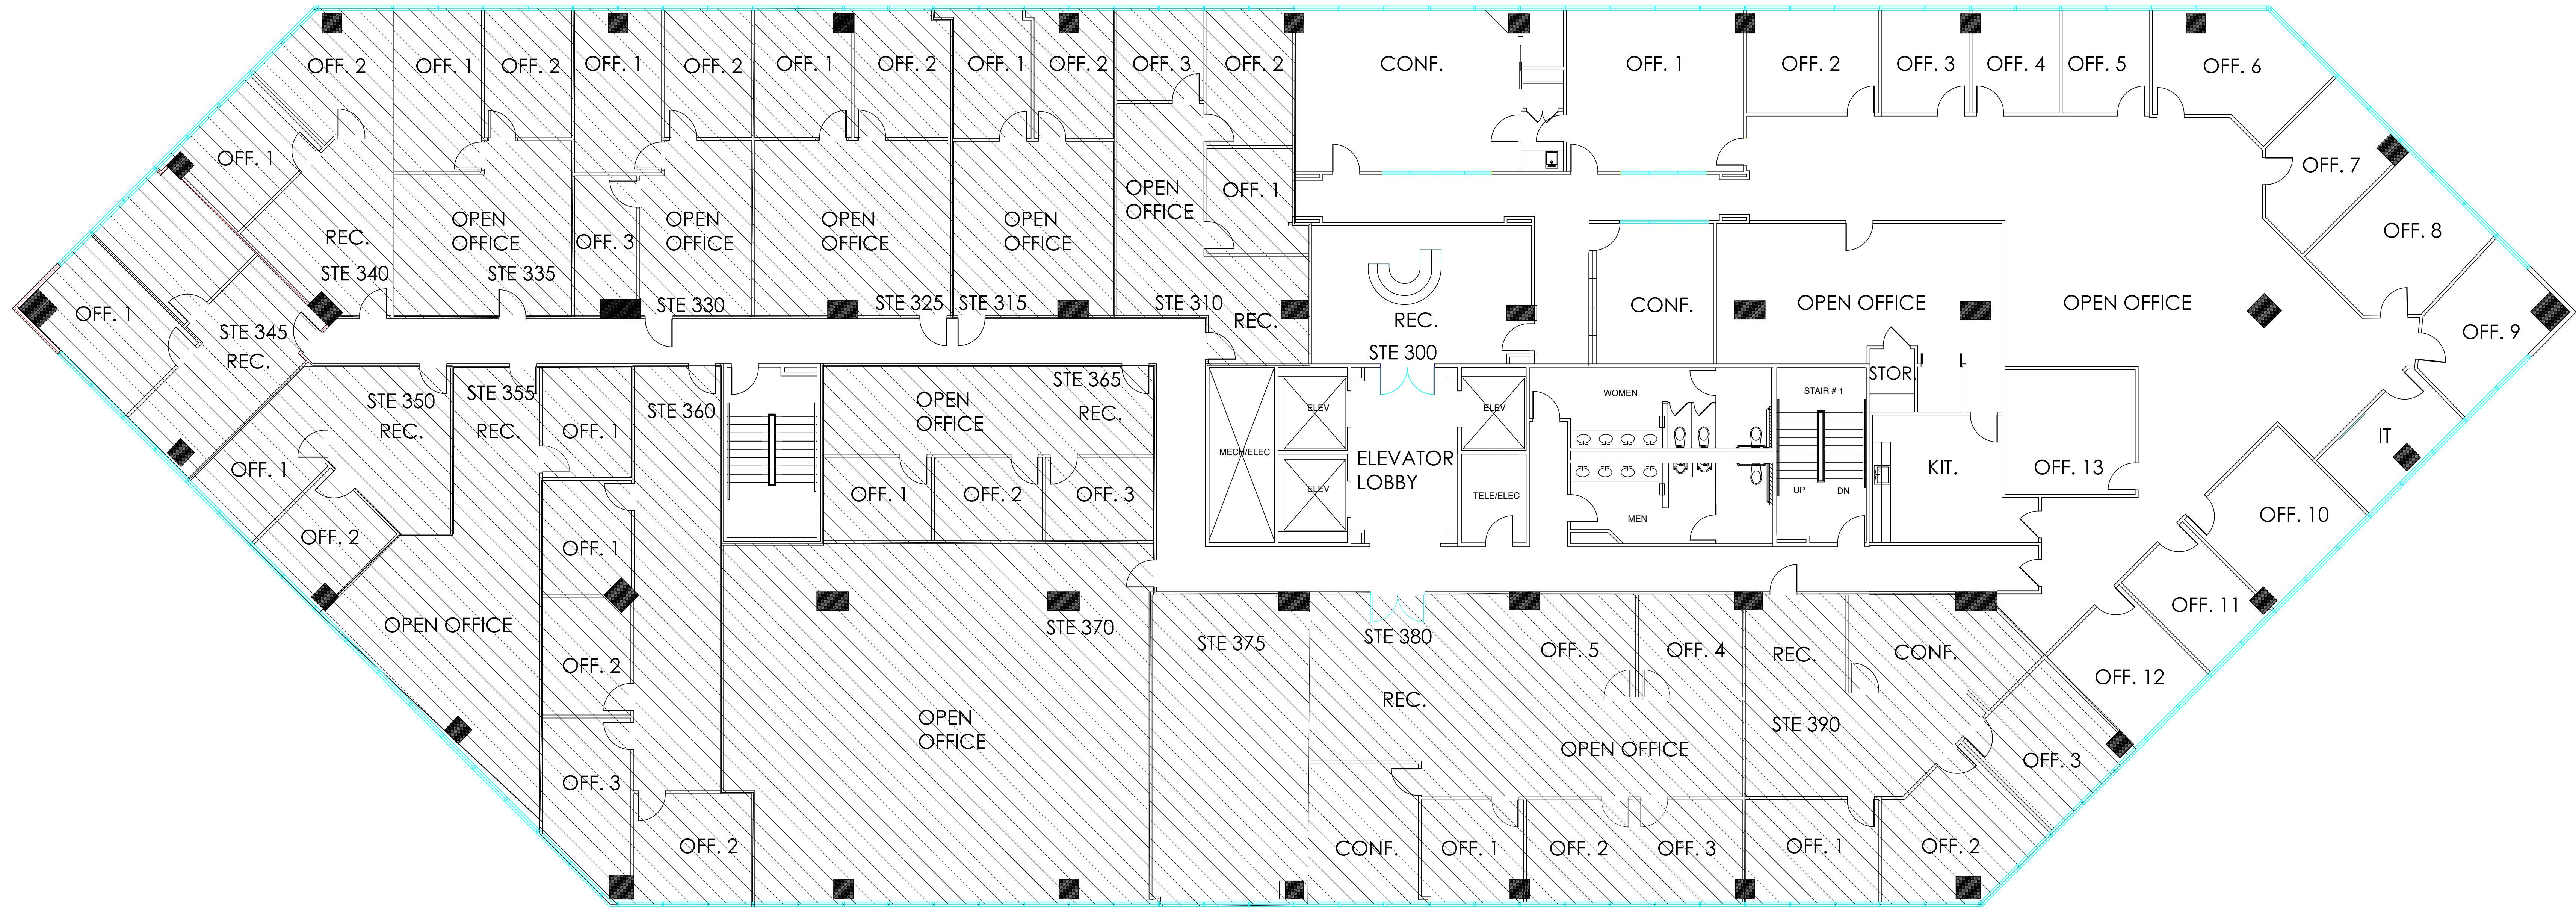 OFF. 2
OFF. 1
OFF. 2
OFF. 1
OFF. 2
OFF. 1
OFF. 2
OFF. 1
OFF. 2
OFF. 3
OFF. 2
CONF.
OFF. 1
OFF. 2
OFF. 3
OFF. 4
OFF. 5
OFF. 6
OFF. 1
OFF. 7
OFF. 1
OPEN
OFFICE
REC.
OPEN
OFFICE
OFF. 3
OPEN
OFFICE
OPEN
OFFICE
OPEN
OFFICE
OFF. 8
STE 340
STE 335
STE 330
STE 325
STE 315
STE 310
REC.
REC.
STE 300
CONF.
OPEN OFFICE
OPEN OFFICE
OFF. 9
OFF. 1
STE 345
REC.
STE 350
REC.
STE 355
REC.
OFF. 1
STE 360
OPEN
OFFICE
STE 365
REC.
ELEV
ELEV
WOMEN
STAIR # 1
STOR.
IT
OFF. 1
OFF. 1
OFF. 2
OFF. 3
MECH/ELEC
ELEV
ELEVATOR
LOBBY
TELE/ELEC
MEN
UP
DN
KIT.
OFF. 13
OFF. 10
OFF. 2
OFF. 1
OFF. 11
OPEN OFFICE
STE 370
STE 375
STE 380
OFF. 5
OFF. 4
REC.
CONF.
OFF. 12
OFF. 2
REC.
OPEN
OFFICE
OPEN OFFICE
STE 390
OFF. 3
OFF. 3
OFF. 2
CONF.
OFF. 1
OFF. 2
OFF. 3
OFF. 1
OFF. 2